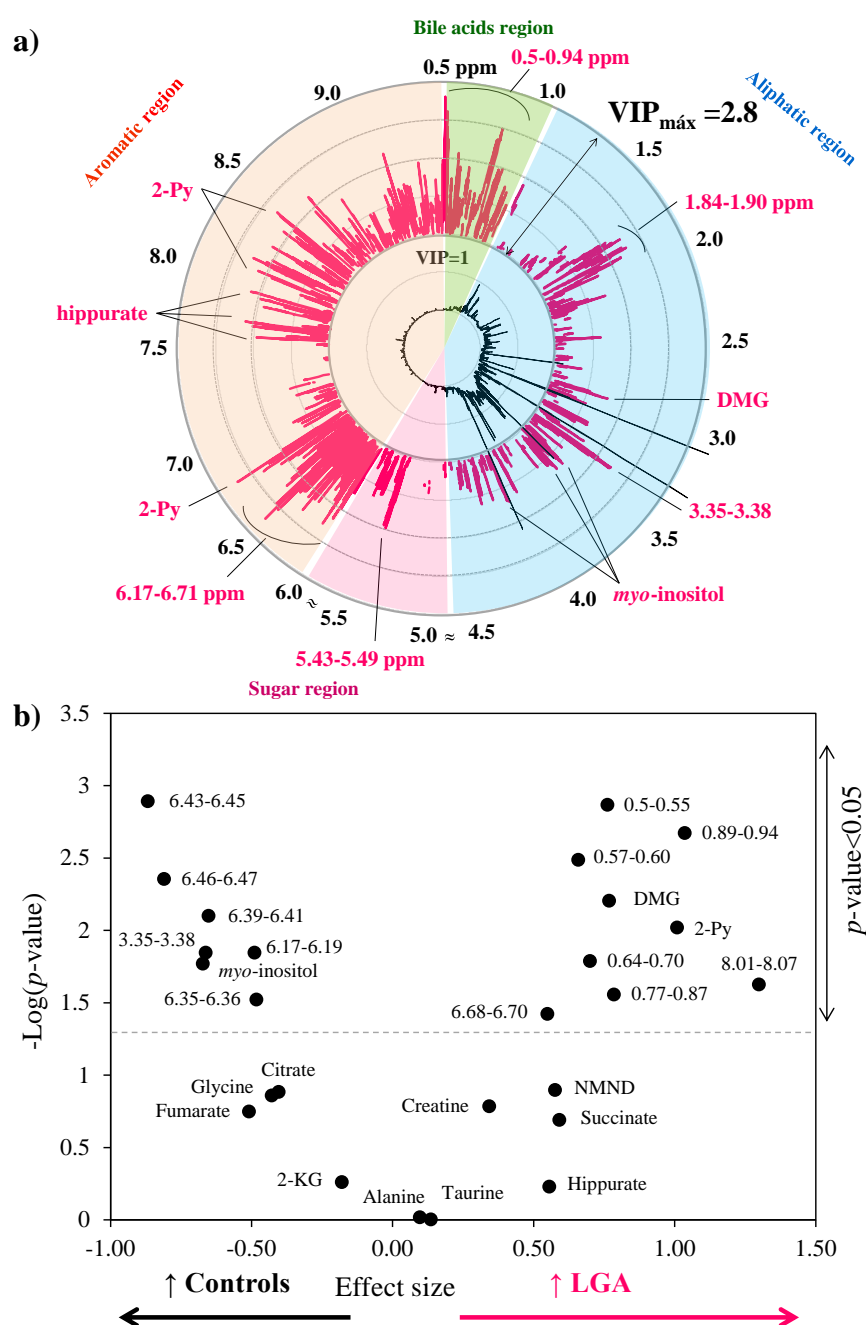 a)
Bile acids region
0.5 ppm
0.5-0.94 ppm
1.0
VIPmáx =2.8
Aliphatic region
1.5
1.84-1.90 ppm
2.0
2.5
DMG
3.0
3.35-3.38
3.5
myo-inositol
4.0
4.5
5.0 ≈
Sugar region
5.43-5.49 ppm
5.5
6.0 ≈
6.17-6.71 ppm
6.5
2-Py
7.0
7.5
hippurate
8.0
2-Py
8.5
Aromatic region
9.0
VIP=1
b)
3.5
3
2.5
2
1.5
1
0.5
0
-Log(p-value)
6.43-6.45
6.46-6.47
6.39-6.41
3.35-3.38
6.17-6.19
myo-inositol
6.35-6.36
0.5-0.55
0.89-0.94
0.57-0.60
DMG
2-Py
0.64-0.70
8.01-8.07
0.77-0.87
6.68-6.70
Citrate
Glycine
Fumarate
2-KG
Creatine
NMND
Succinate
Hippurate
Alanine
Taurine
p-value<0.05
-1.00
-0.50
0.00
0.50
1.00
1.50
↑ Controls
Effect size
↑ LGA